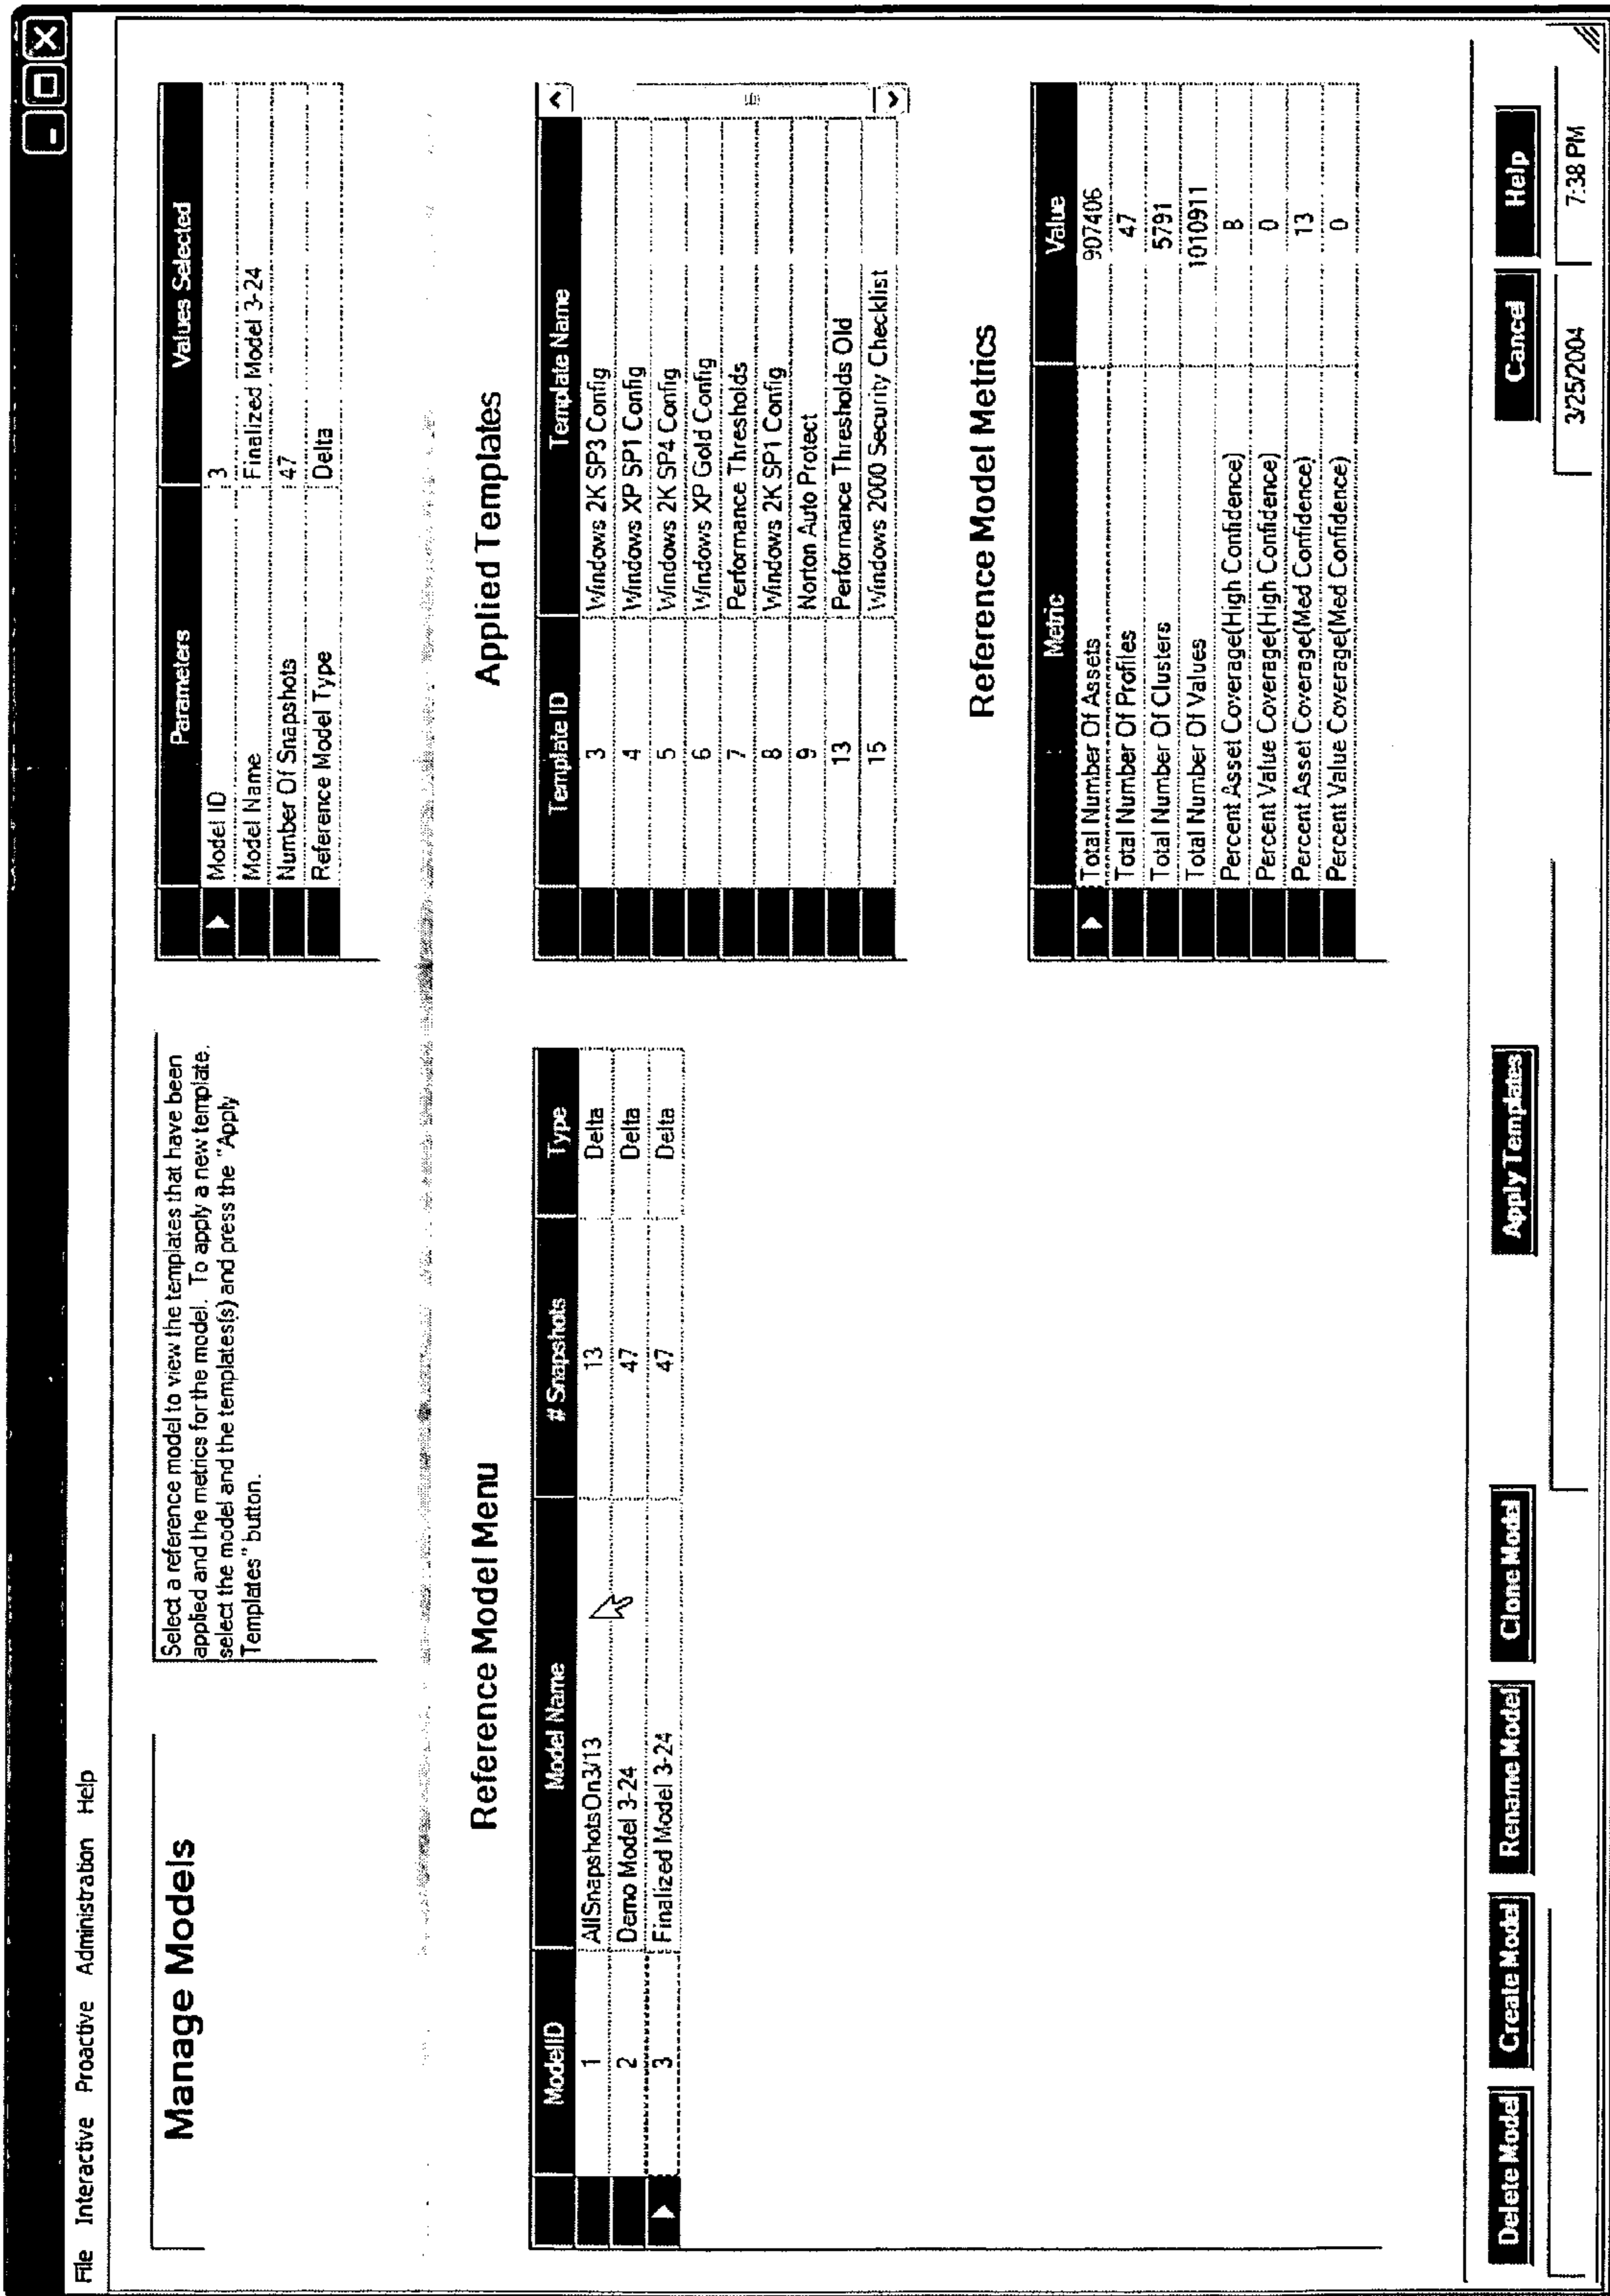 File Interactive Proactive Administration Help
Manage Models
Select a reference model to view the templates that have been
applied and the metrics for the model. To apply a new template.
select the model and the templates(s) and press the "Apply
Templates" button.
Parameters Values Selected
Model ID 3
Model Name Finalized Model 3-24
Number Of Snapshots 47
Reference Model Type Delta
Reference Model Menu
ModelID Model Name # Snapshots Type
1 AllSnapshotsOn3/13 13 Delta
2 Demo Model 3-24 47 Delta
3 Finalized Model 3-24 47 Delta
Applied Templates
Template ID Template Name
3 Windows 2K SP3 Config
4 Windows XP SP1 Config
5 Windows 2K SP4 Config
6 Windows XP Gold Config
7 Performance Thresholds
8 Windows 2K SP1 Config
9 Norton Auto Protect
13 Performance Thresholds Old
15 Windows 2000 Security Checklist
Reference Model Metrics
Metric Value
Total Number Of Assets 907406
Total Number Of Profiles 47
Total Number Of Clusters 5791
Total Number Of Values 1010911
Percent Asset Coverage(High Confidence) 8
Percent Value Coverage(High Confidence) 0
Percent Asset Coverage(Med Confidence) 13
Percent Value Coverage(Med Confidence) 0
Delete Model Create Model Rename Model Clone Model Apply Templates Cancel Help
3/25/2004 7:38 PM